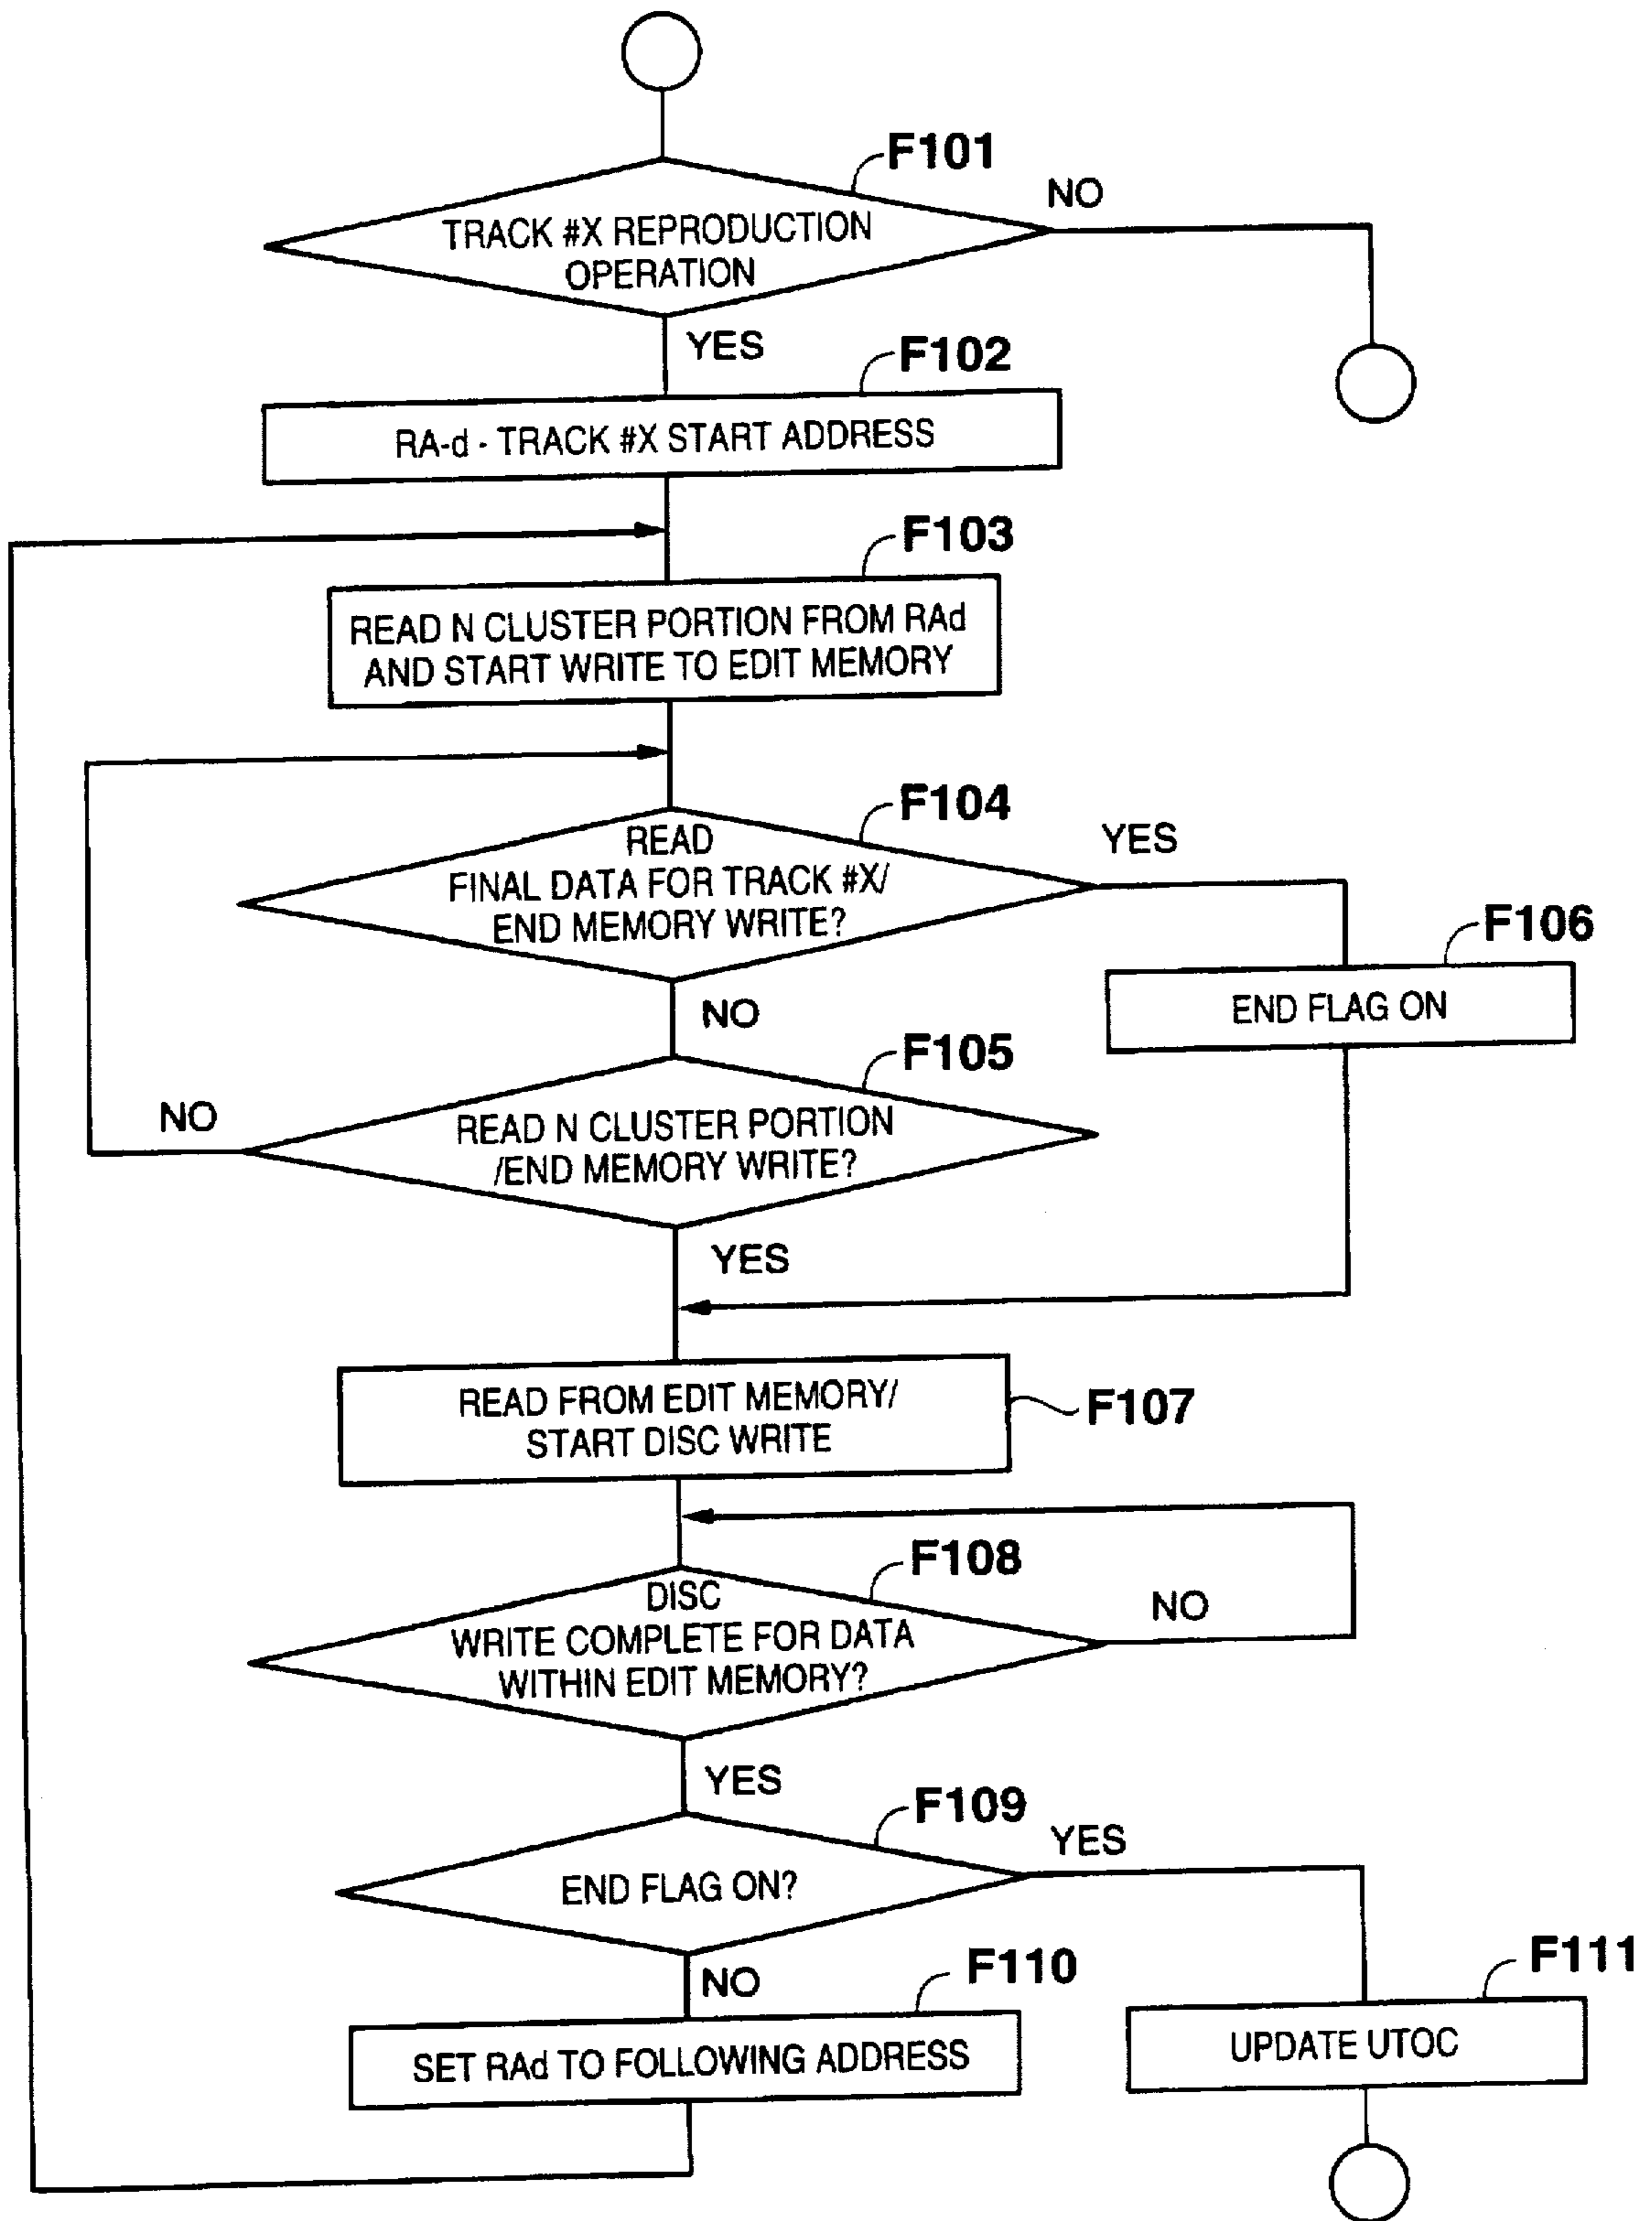 F101
NO
TRACK #X REPRODUCTION
OPERATION
YES
F102
RA-d - TRACK #X START ADDRESS
F103
READ N CLUSTER PORTION FROM RAd
AND START WRITE TO EDIT MEMORY
F104
YES
READ
FINAL DATA FOR TRACK #X/
END MEMORY WRITE?
F106
END FLAG ON
NO
F105
NO
READ N CLUSTER PORTION
/END MEMORY WRITE?
YES
READ FROM EDIT MEMORY/
START DISC WRITE
F107
F108
DISC
WRITE COMPLETE FOR DATA
WITHIN EDIT MEMORY?
NO
YES
F109
YES
END FLAG ON?
NO
F110
F111
SET RAd TO FOLLOWING ADDRESS
UPDATE UTOC